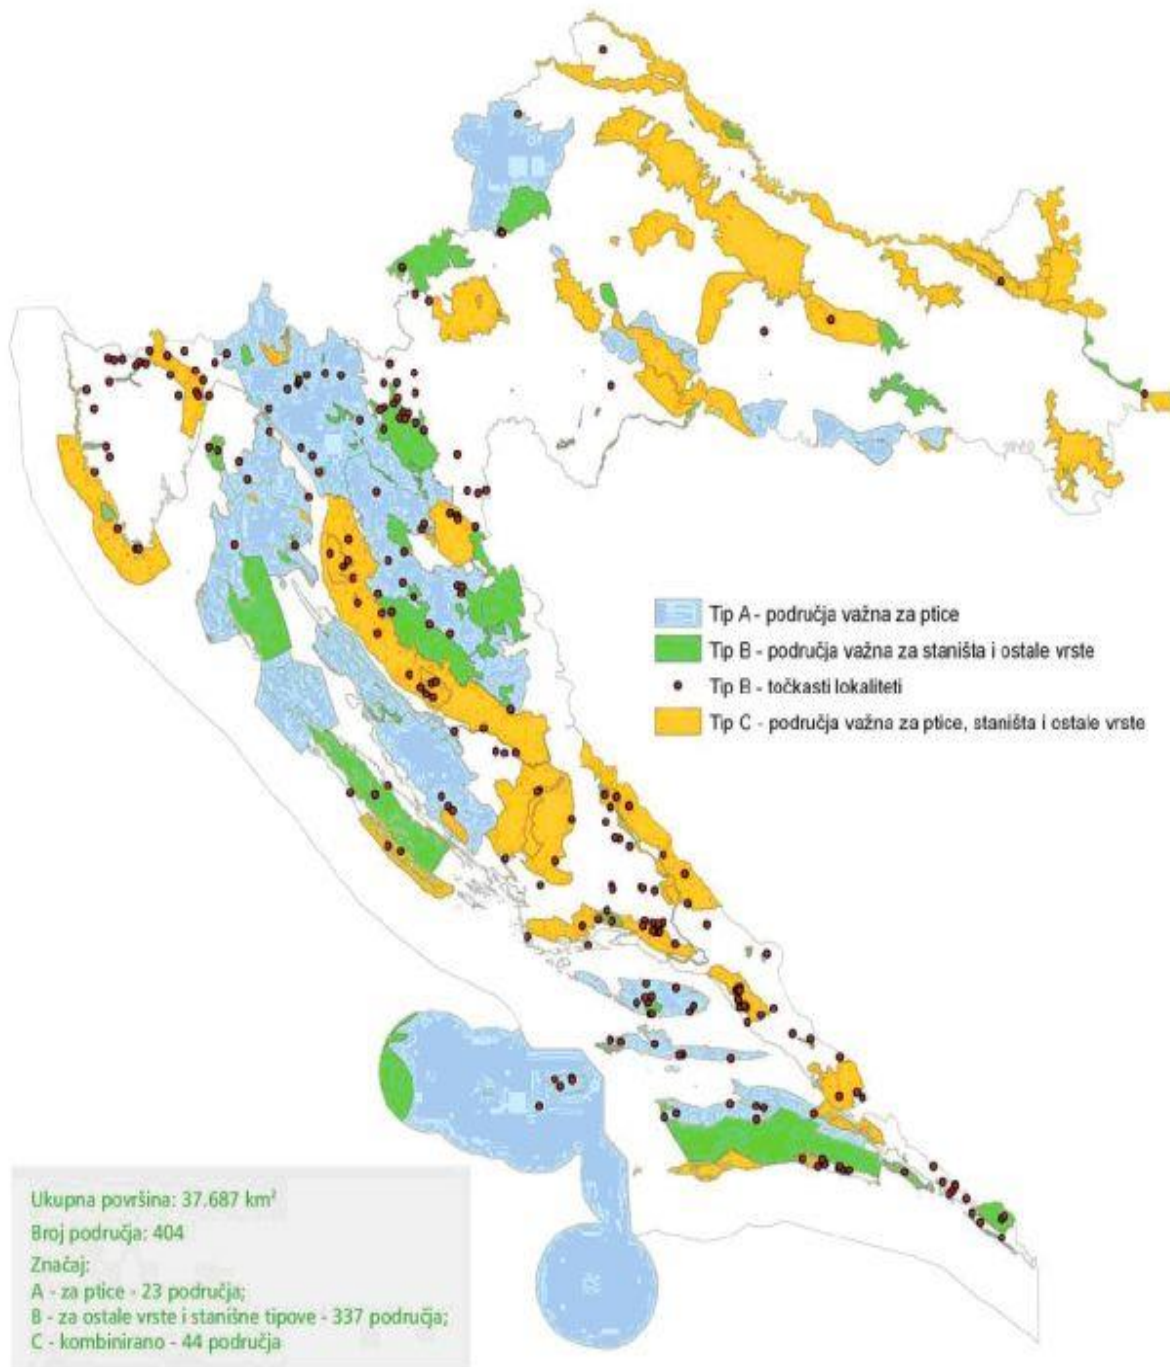 Tip A - područja važna za ptice
Tip B - područja važna za staništa i ostale vrste
Tip B - točkasti lokaliteti
Tip C - područja važna za ptice, staništa i ostale vrste
Ukupna površina: 37.687 km²
Broj područja: 404
Značaj:
A - za ptice - 23 područja;
B - za ostale vrste i stanišne tipove - 337 područja;
C - kombinirano - 44 područja